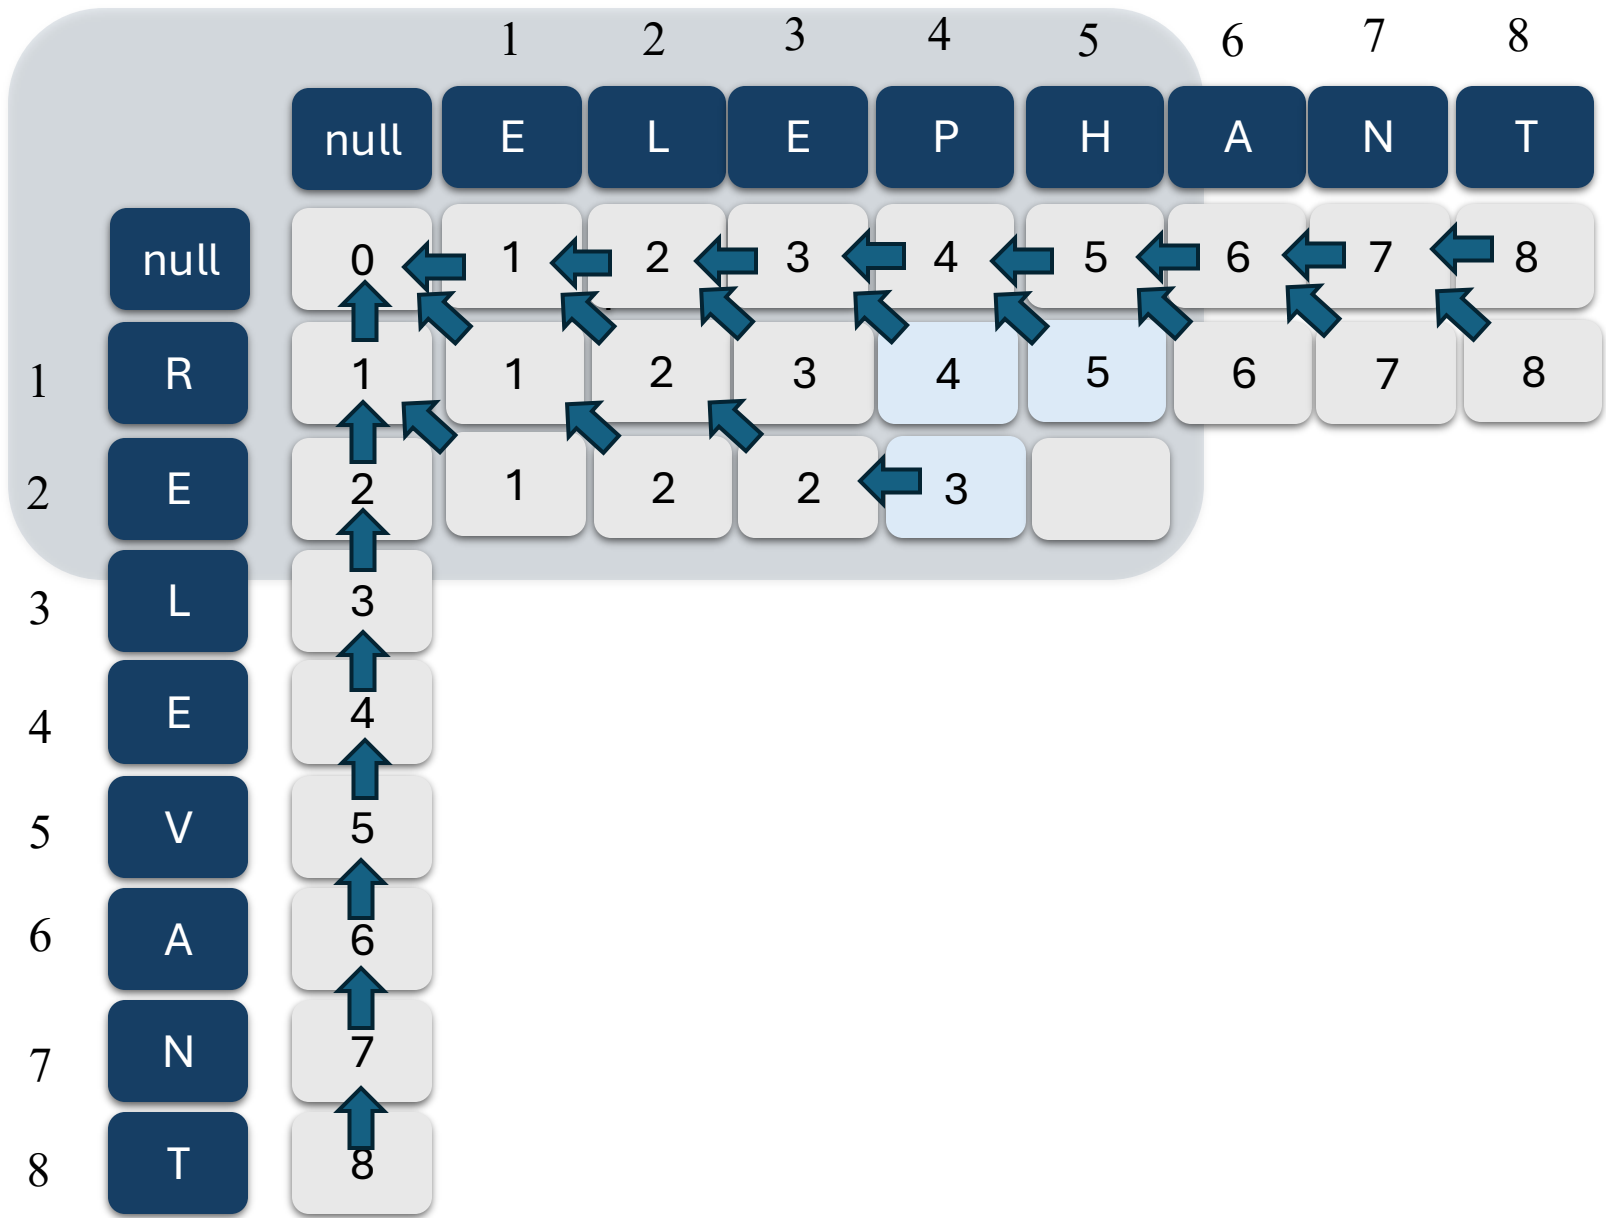 1 2 3 4 5 6 7 8
null E L E P H A N T
null 0 1 2 3 4 5 6 7 8
1 R 1 1 2 3 4 5 6 7 8
2 E 2 1 2 2 3
3 L 3
4 E 4
5 V 5
6 A 6
7 N 7
8 T 8